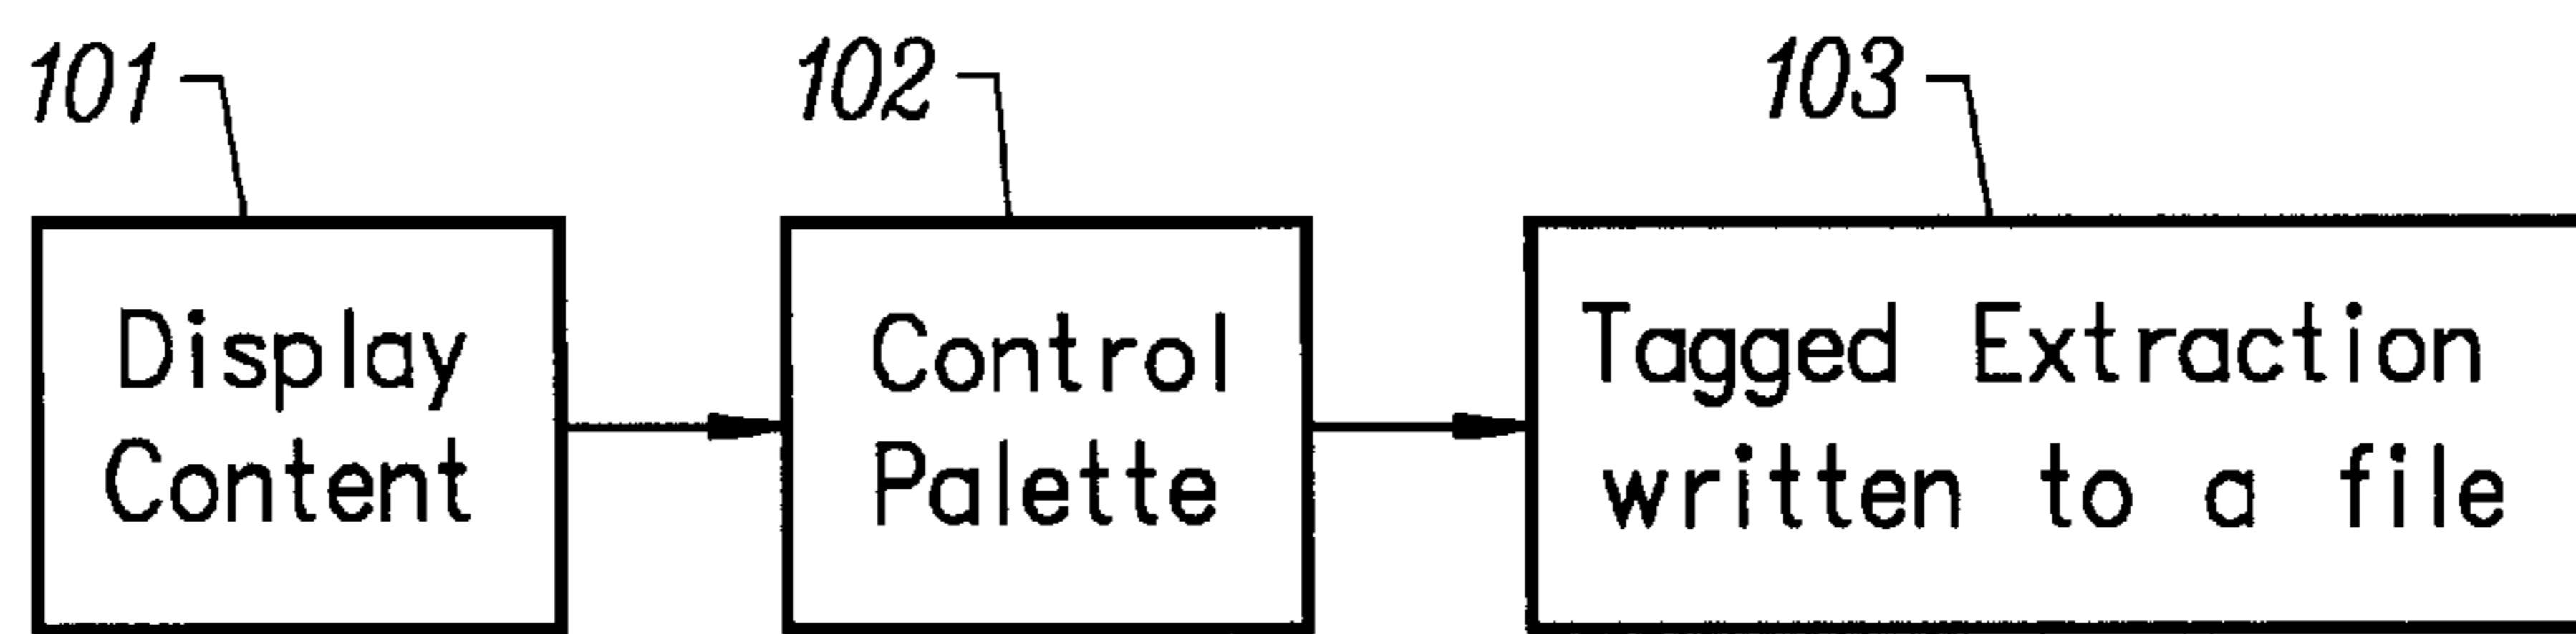 101
102
103
Display
Content
Control
Palette
Tagged Extraction
written to a file